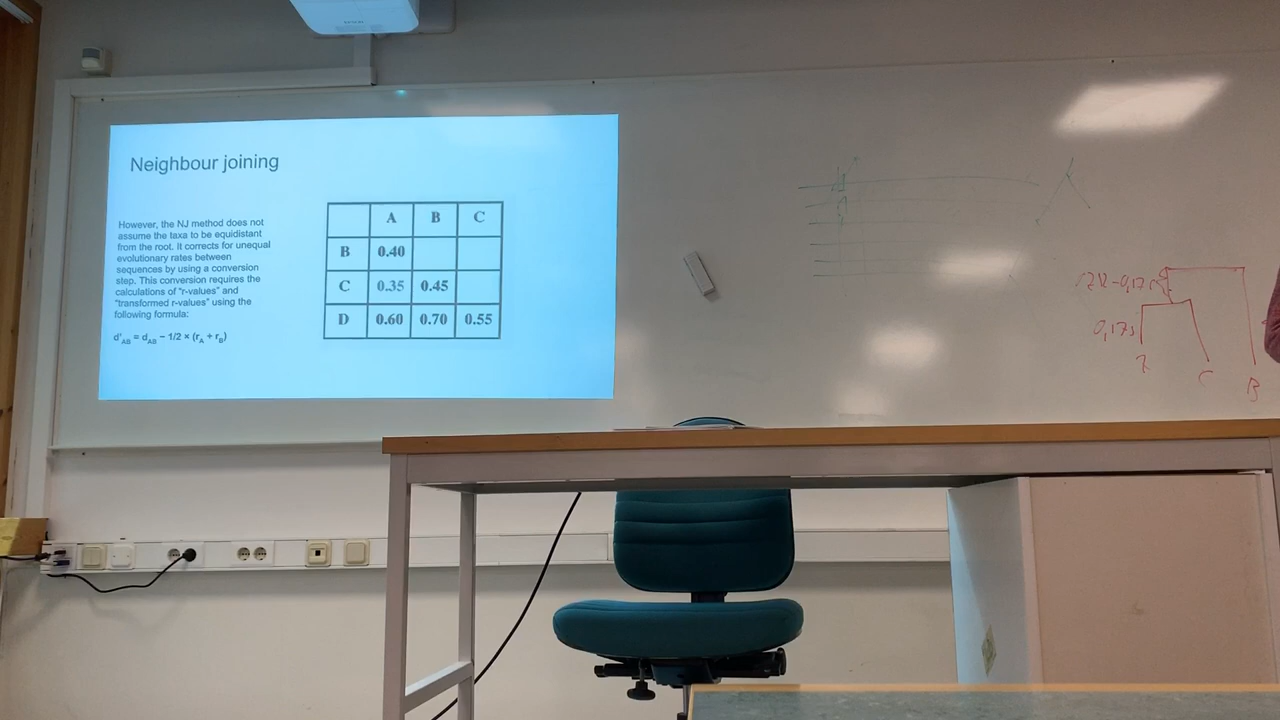 Neighbour joining
However, the NJ method does not
assume the taxa to be equidistant
from the root. It corrects for unequal
evolutionary rates between
sequences by using a conversion
step. This conversion requires the
calculations of "r-values" and
"transformed r-values" using the
following formula:
d'AB = dAB − 1/2 × (rA + rB)
A B C
B 0.40
C 0.35 0.45
D 0.60 0.70 0.55
0,175
C
B